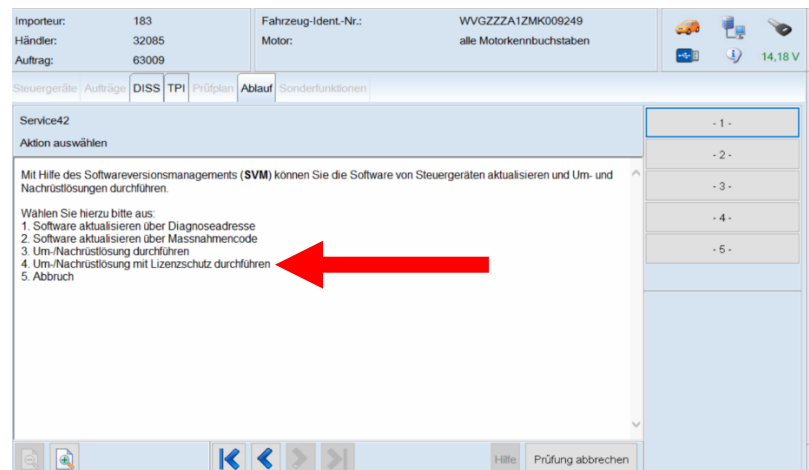 Importeur: 183 Fahrzeug-Ident.-Nr.: WVGZZZA1ZMK009249
Händler: 32085 Motor: alle Motorkennbuchstaben
Auftrag: 63009
14,18 V
Steuergeräte Aufträge DISS TPI Prüfplan Ablauf Sonderfunktionen
Service42
Aktion auswählen
Mit Hilfe des Softwareversionsmanagements (SVM) können Sie die Software von Steuergeräten aktualisieren und Um- und
Nachrüstlösungen durchführen.
Wählen Sie hierzu bitte aus:
1. Software aktualisieren über Diagnoseadresse
2. Software aktualisieren über Massnahmencode
3. Um-/Nachrüstlösung durchführen
4. Um-/Nachrüstlösung mit Lizenzschutz durchführen
5. Abbruch
- 1 -
- 2 -
- 3 -
- 4 -
- 5 -
Hilfe Prüfung abbrechen